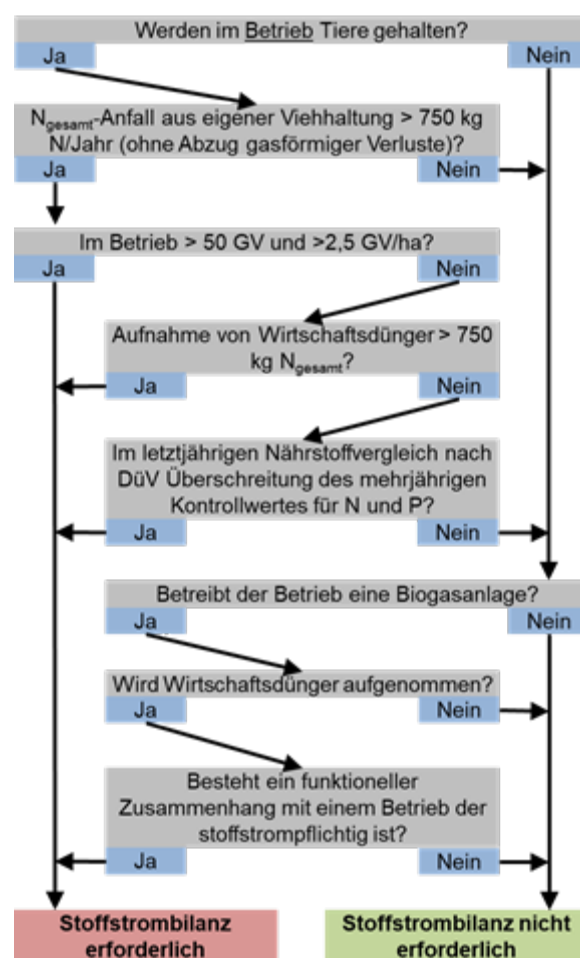 Werden im Betrieb Tiere gehalten?
Ja
Nein
Ngesamt-Anfall aus eigener Viehhaltung > 750 kg
N/Jahr (ohne Abzug gasförmiger Verluste)?
Ja
Nein
Im Betrieb > 50 GV und >2,5 GV/ha?
Ja
Nein
Aufnahme von Wirtschaftsdünger > 750
kg Ngesamt?
Ja
Nein
Im letztjährigen Nährstoffvergleich nach
DüV Überschreitung des mehrjährigen
Kontrollwertes für N und P?
Ja
Nein
Betreibt der Betrieb eine Biogasanlage?
Ja
Nein
Wird Wirtschaftsdünger aufgenommen?
Ja
Nein
Besteht ein funktioneller
Zusammenhang mit einem Betrieb der
stoffstrompflichtig ist?
Ja
Nein
Stoffstrombilanz
erforderlich
Stoffstrombilanz nicht
erforderlich